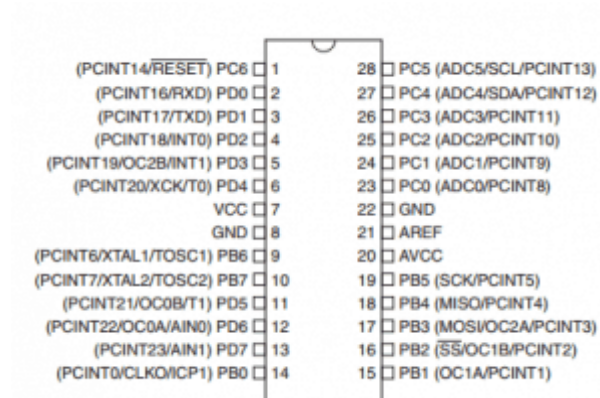 (PCINT14/RESET) PC6 1 28 PC5 (ADC5/SCL/PCINT13)
(PCINT16/RXD) PD0 2 27 PC4 (ADC4/SDA/PCINT12)
(PCINT17/TXD) PD1 3 26 PC3 (ADC3/PCINT11)
(PCINT18/INT0) PD2 4 25 PC2 (ADC2/PCINT10)
(PCINT19/OC2B/INT1) PD3 5 24 PC1 (ADC1/PCINT9)
(PCINT20/XCK/T0) PD4 6 23 PC0 (ADC0/PCINT8)
VCC 7 22 GND
GND 8 21 AREF
(PCINT6/XTAL1/TOSC1) PB6 9 20 AVCC
(PCINT7/XTAL2/TOSC2) PB7 10 19 PB5 (SCK/PCINT5)
(PCINT21/OC0B/T1) PD5 11 18 PB4 (MISO/PCINT4)
(PCINT22/OC0A/AIN0) PD6 12 17 PB3 (MOSI/OC2A/PCINT3)
(PCINT23/AIN1) PD7 13 16 PB2 (SS/OC1B/PCINT2)
(PCINT0/CLKO/ICP1) PB0 14 15 PB1 (OC1A/PCINT1)